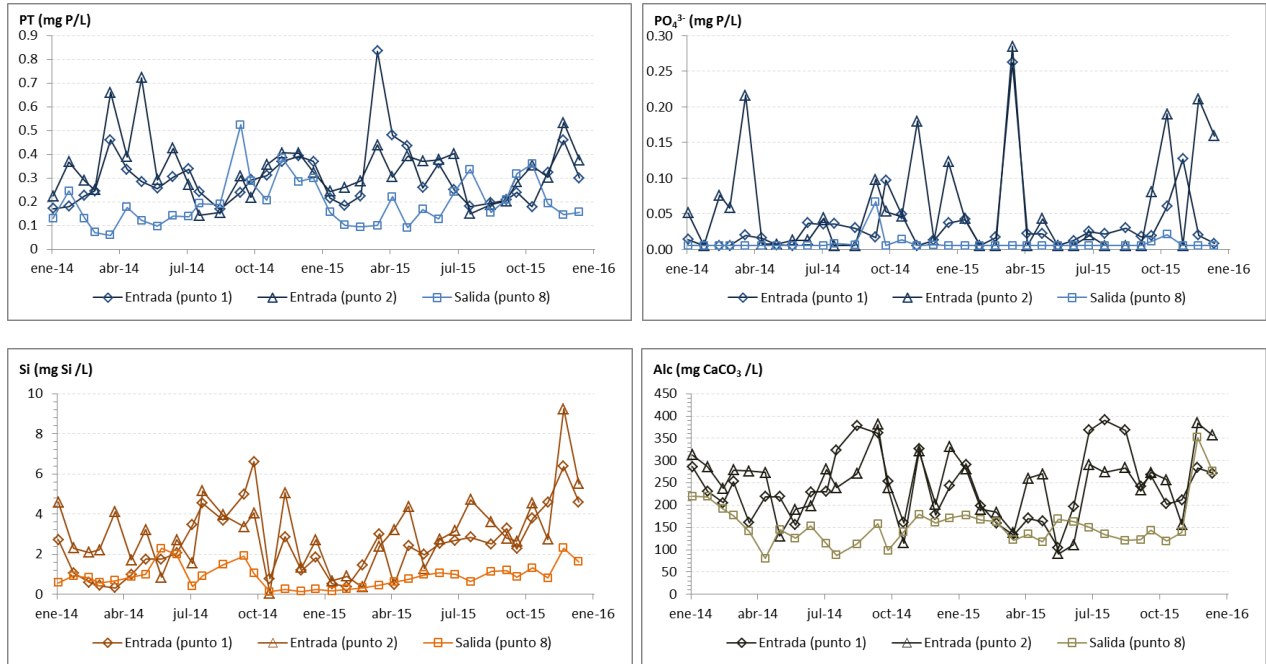 PT (mg P/L)
0.9
0.8
0.7
0.6
0.5
0.4
0.3
0.2
0.1
0
ene-14 abr-14 jul-14 oct-14 ene-15 abr-15 jul-15 oct-15 ene-16
Entrada (punto 1) Entrada (punto 2) Salida (punto 8)
PO₄³⁻ (mg P/L)
0.30
0.25
0.20
0.15
0.10
0.05
0.00
ene-14 abr-14 jul-14 oct-14 ene-15 abr-15 jul-15 oct-15 ene-16
Entrada (punto 1) Entrada (punto 2) Salida (punto 8)
Si (mg Si /L)
10
8
6
4
2
0
ene-14 abr-14 jul-14 oct-14 ene-15 abr-15 jul-15 oct-15 ene-16
Entrada (punto 1) Entrada (punto 2) Salida (punto 8)
Alc (mg CaCO₃ /L)
450
400
350
300
250
200
150
100
50
0
ene-14 abr-14 jul-14 oct-14 ene-15 abr-15 jul-15 oct-15 ene-16
Entrada (punto 1) Entrada (punto 2) Salida (punto 8)